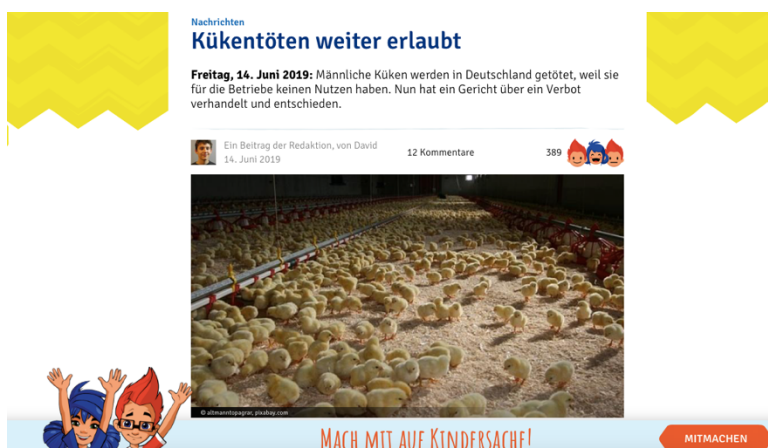 Nachrichten
Kükentöten weiter erlaubt
Freitag, 14. Juni 2019: Männliche Küken werden in Deutschland getötet, weil sie
für die Betriebe keinen Nutzen haben. Nun hat ein Gericht über ein Verbot
verhandelt und entschieden.
Ein Beitrag der Redaktion, von David
14. Juni 2019
12 Kommentare
389
© altmanntopagrar, pixabay.com
MACH MIT AUF KINDERSACHE!
MITMACHEN